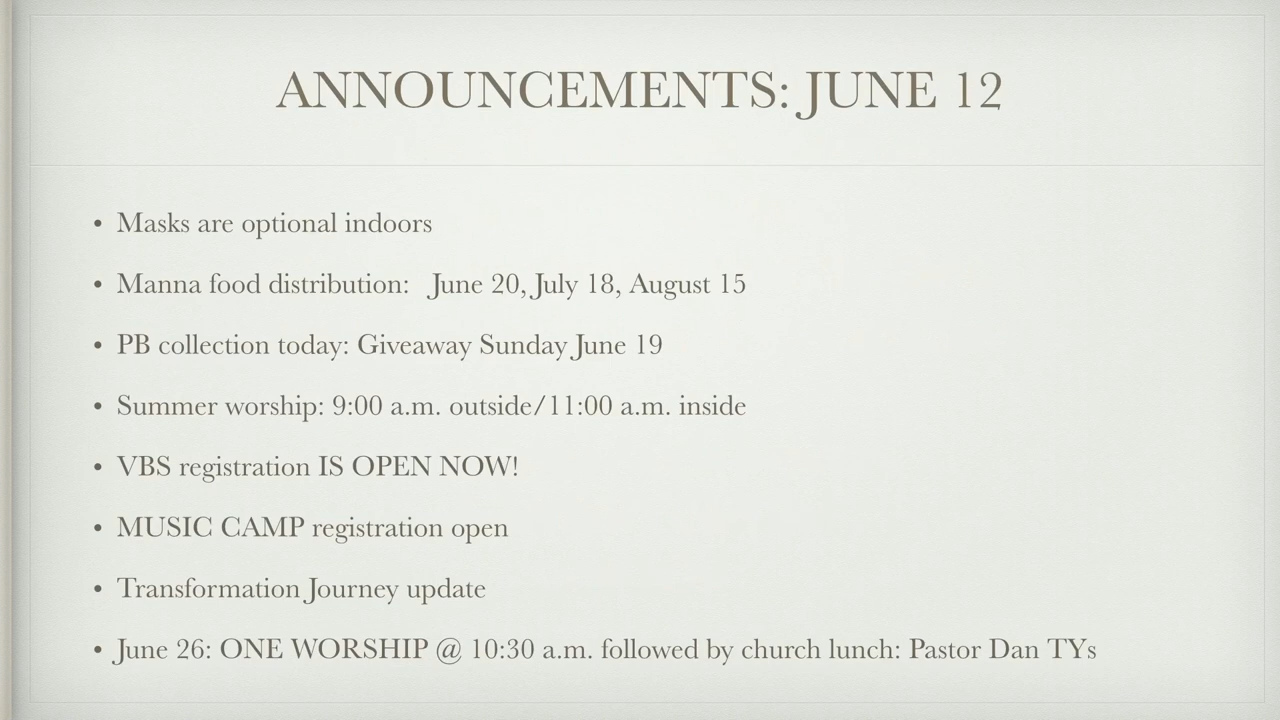 ANNOUNCEMENTS: JUNE 12
• Masks are optional indoors
• Manna food distribution: June 20, July 18, August 15
• PB collection today: Giveaway Sunday June 19
• Summer worship: 9:00 a.m. outside/11:00 a.m. inside
• VBS registration IS OPEN NOW!
• MUSIC CAMP registration open
• Transformation Journey update
• June 26: ONE WORSHIP @ 10:30 a.m. followed by church lunch: Pastor Dan TYs